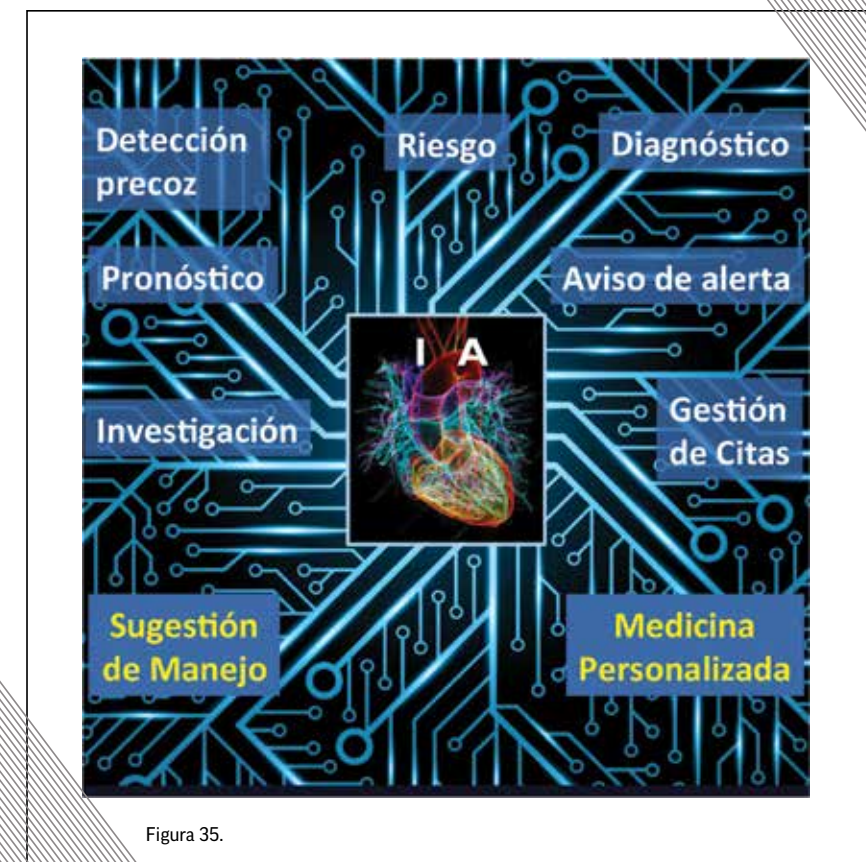 Detección
precoz
Riesgo
Diagnóstico
Pronóstico
Aviso de alerta
I A
Investigación
Gestión
de Citas
Sugestión
de Manejo
Medicina
Personalizada
Figura 35.